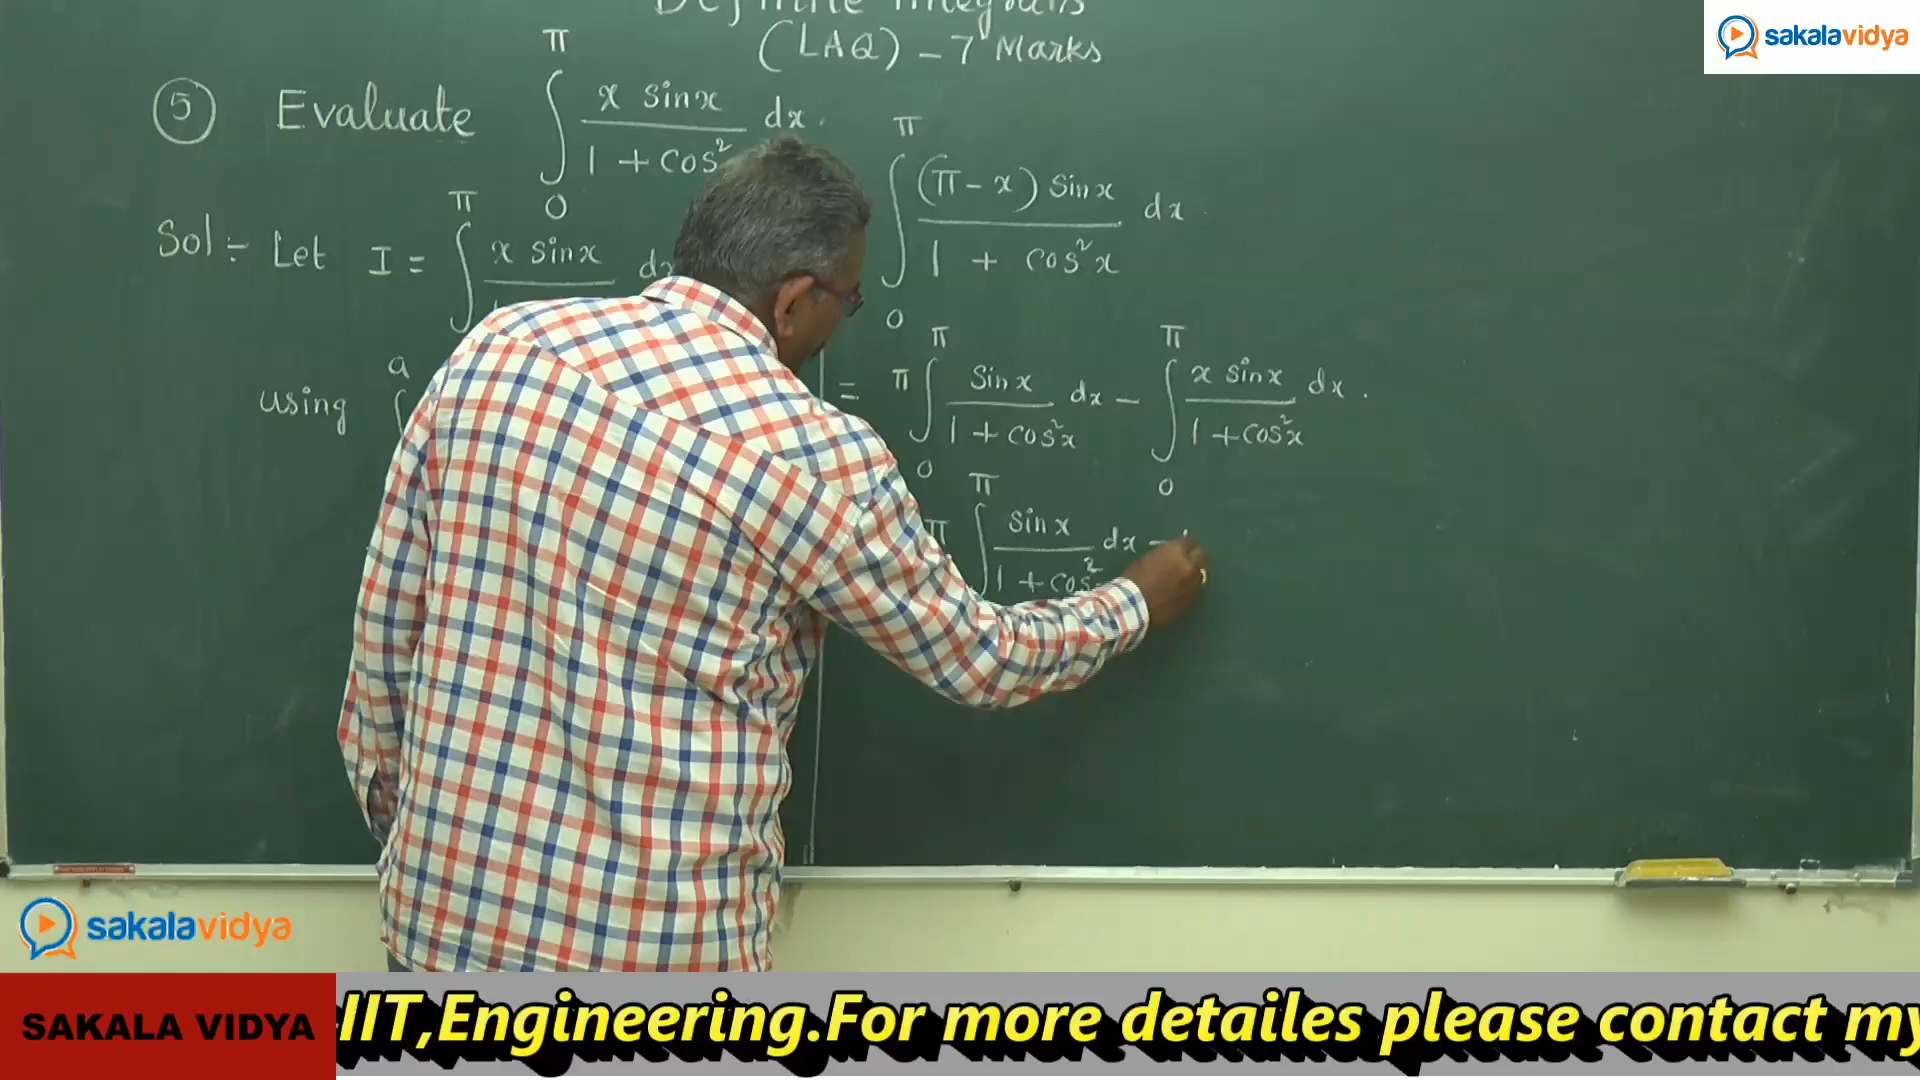 Definite Integrals
(LAQ) - 7 Marks
sakalavidya
5 Evaluate ∫₀^π x sinx / 1 + cos² dx.
Sol:- Let I = ∫^π x sinx dx
using ∫^a
∫₀^π (π - x) sinx / 1 + cos²x dx.
= π ∫₀^π sinx / 1 + cos²x dx - ∫₀^π x sinx / 1 + cos²x dx.
π ∫^π sinx / 1 + cos² dx -
sakalavidya
SAKALA VIDYA
-IIT,Engineering.For more detailes please contact my